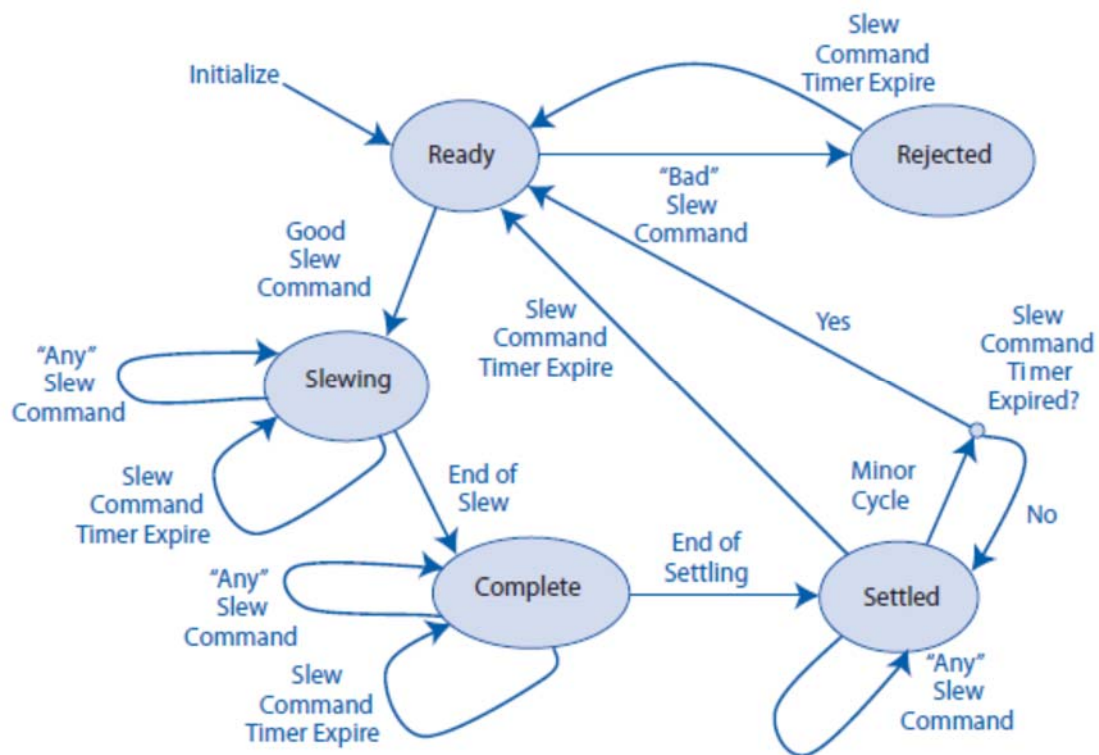 Initialize
Slew
Command
Timer Expire
Ready
Rejected
"Bad"
Slew
Command
Good
Slew
Command
Slew
Command
Timer Expire
Yes
Slew
Command
Timer
Expired?
"Any"
Slew
Command
Slewing
Slew
Command
Timer Expire
End of
Slew
Minor
Cycle
No
"Any"
Slew
Command
Complete
End of
Settling
Settled
Slew
Command
Timer Expire
"Any"
Slew
Command